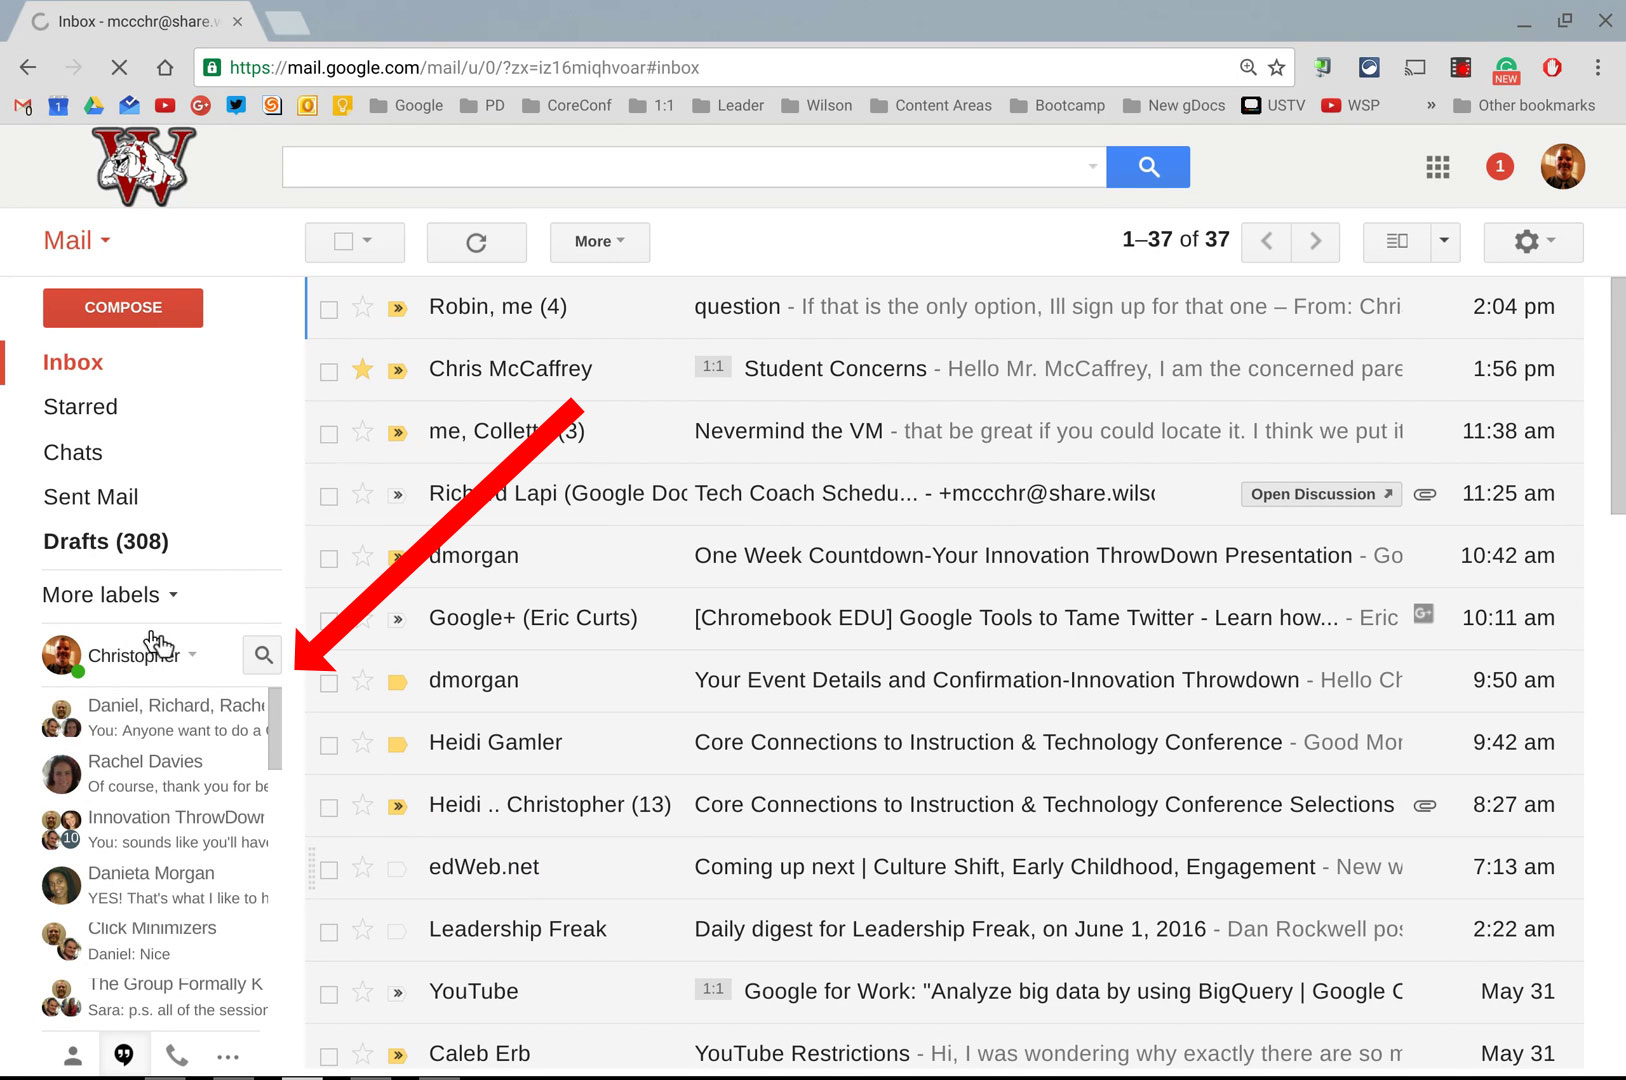 Inbox - mccchr@share.w
https://mail.google.com/mail/u/0/?zx=iz16miqhvoar#inbox
NEW
0 1 Google PD CoreConf 1:1 Leader Wilson Content Areas Bootcamp New gDocs USTV WSP » Other bookmarks
W
1
Mail
More
1–37 of 37
COMPOSE
Inbox
Starred
Chats
Sent Mail
Drafts (308)
More labels
Christopher
Daniel, Richard, Rache
You: Anyone want to do a
Rachel Davies
Of course, thank you for be
Innovation ThrowDown
10
You: sounds like you'll have
Danieta Morgan
YES! That's what I like to h
Click Minimizers
Daniel: Nice
The Group Formally K
Sara: p.s. all of the session
Robin, me (4) question - If that is the only option, Ill sign up for that one – From: Chri 2:04 pm
Chris McCaffrey 1:1 Student Concerns - Hello Mr. McCaffrey, I am the concerned pare 1:56 pm
me, Collett (3) Nevermind the VM - that be great if you could locate it. I think we put it 11:38 am
Richard Lapi (Google Doc Tech Coach Schedu... - +mccchr@share.wilso Open Discussion 11:25 am
dmorgan One Week Countdown-Your Innovation ThrowDown Presentation - Go 10:42 am
Google+ (Eric Curts) [Chromebook EDU] Google Tools to Tame Twitter - Learn how... - Eric G+ 10:11 am
dmorgan Your Event Details and Confirmation-Innovation Throwdown - Hello Ch 9:50 am
Heidi Gamler Core Connections to Instruction & Technology Conference - Good Mor 9:42 am
Heidi .. Christopher (13) Core Connections to Instruction & Technology Conference Selections 8:27 am
edWeb.net Coming up next | Culture Shift, Early Childhood, Engagement - New w 7:13 am
Leadership Freak Daily digest for Leadership Freak, on June 1, 2016 - Dan Rockwell pos 2:22 am
YouTube 1:1 Google for Work: "Analyze big data by using BigQuery | Google C May 31
Caleb Erb YouTube Restrictions - Hi, I was wondering why exactly there are so m May 31